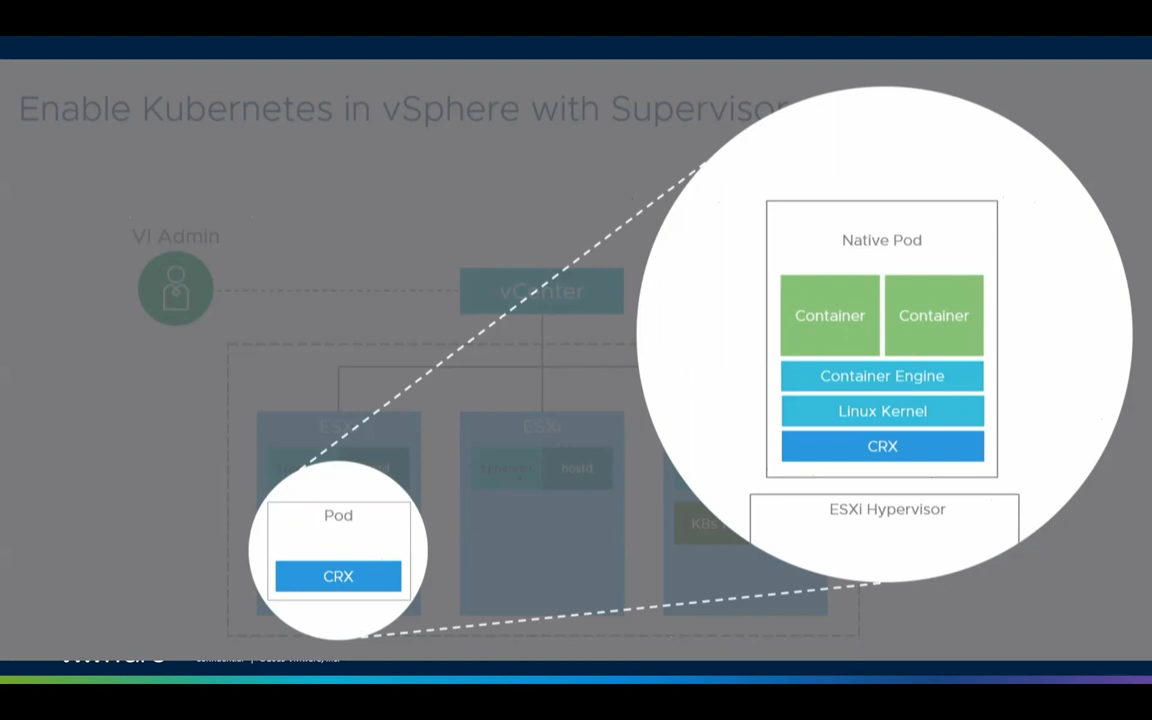 Enable Kubernetes in vSphere with Supervisor
VI Admin
vCenter
Native Pod
Container
Container
Container Engine
Linux Kernel
CRX
ESXi Hypervisor
ESXi
hostd
Pod
CRX
K8s